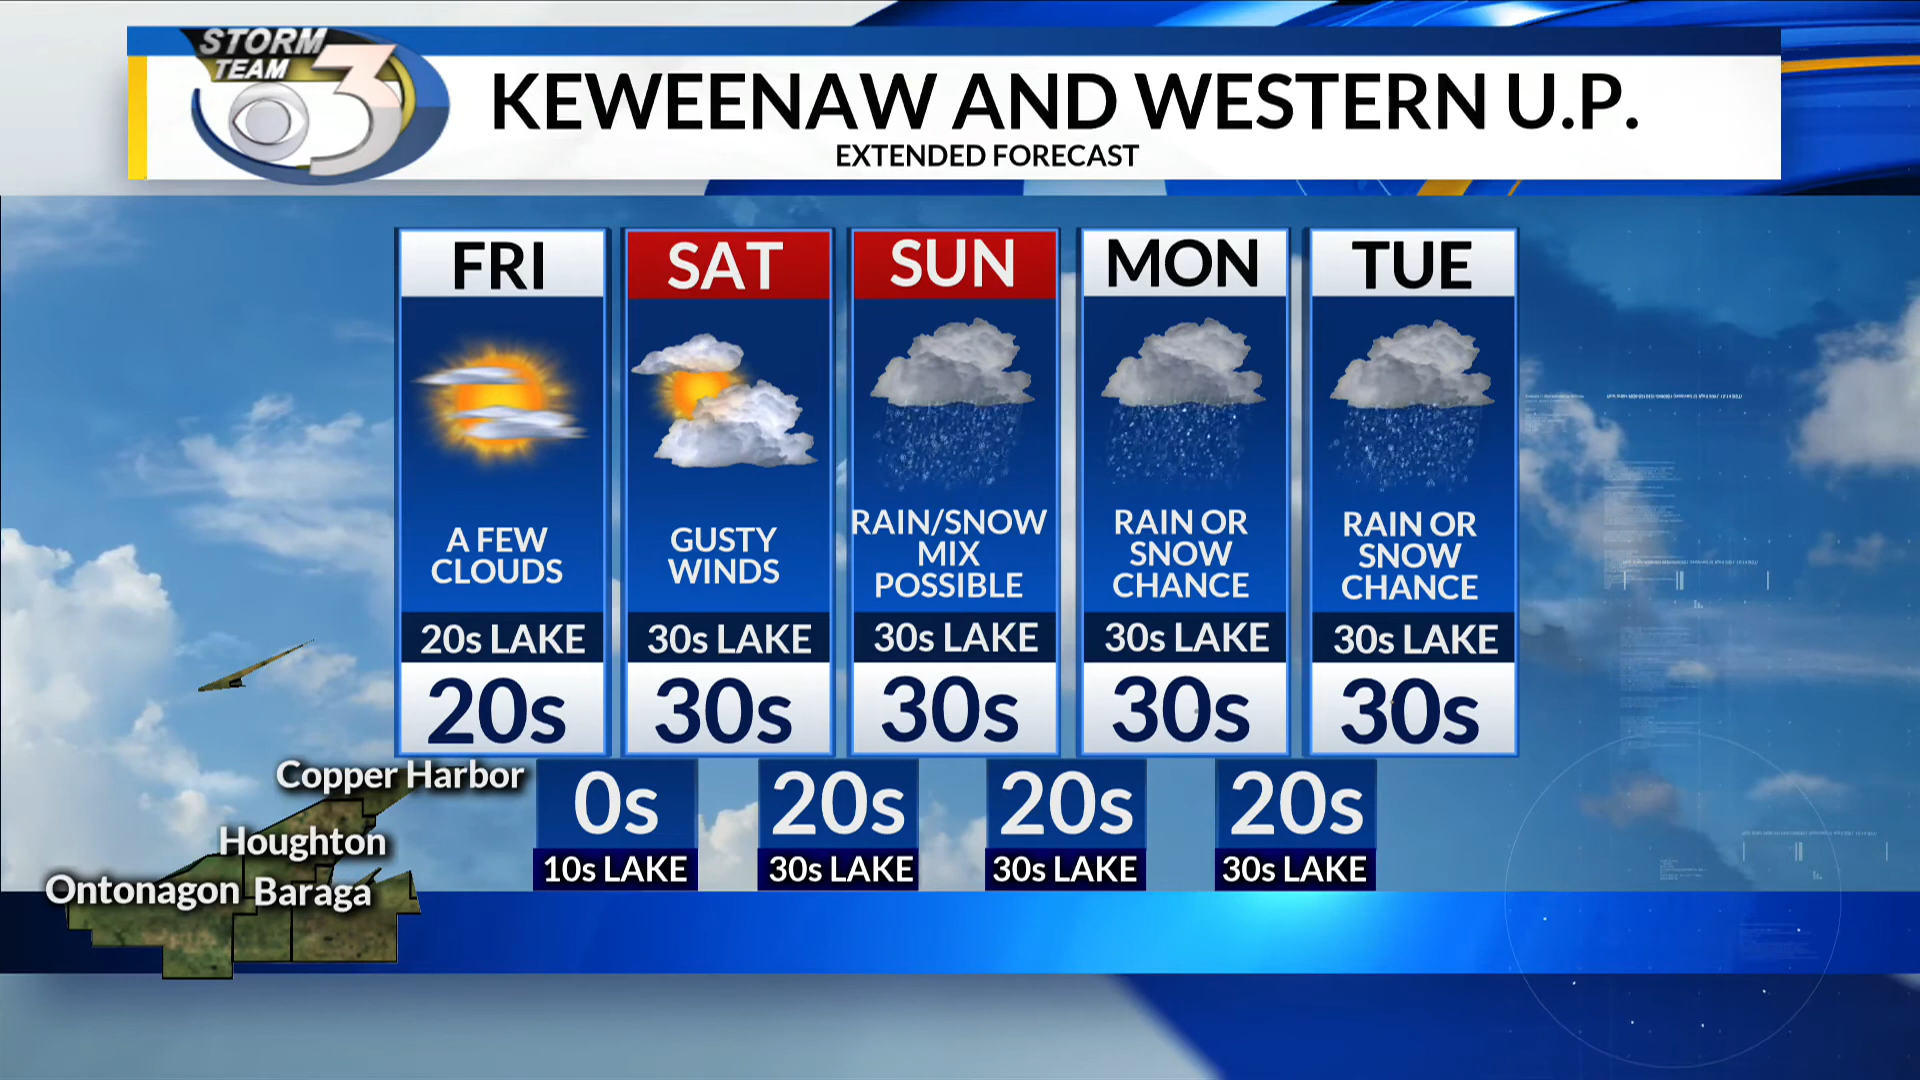 STORM
TEAM
3
KEWEENAW AND WESTERN U.P.
EXTENDED FORECAST
FRI
A FEW
CLOUDS
20s LAKE
20s
SAT
GUSTY
WINDS
30s LAKE
30s
SUN
RAIN/SNOW
MIX
POSSIBLE
30s LAKE
30s
MON
RAIN OR
SNOW
CHANCE
30s LAKE
30s
TUE
RAIN OR
SNOW
CHANCE
30s LAKE
30s
0s
10s LAKE
20s
30s LAKE
20s
30s LAKE
20s
30s LAKE
Copper Harbor
Houghton
Ontonagon
Baraga